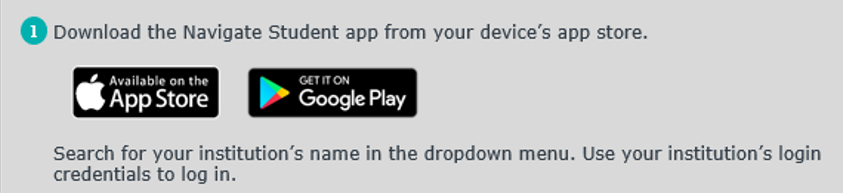 1 Download the Navigate Student app from your device’s app store.
Available on the
App Store
GET IT ON
Google Play
Search for your institution’s name in the dropdown menu. Use your institution’s login
credentials to log in.